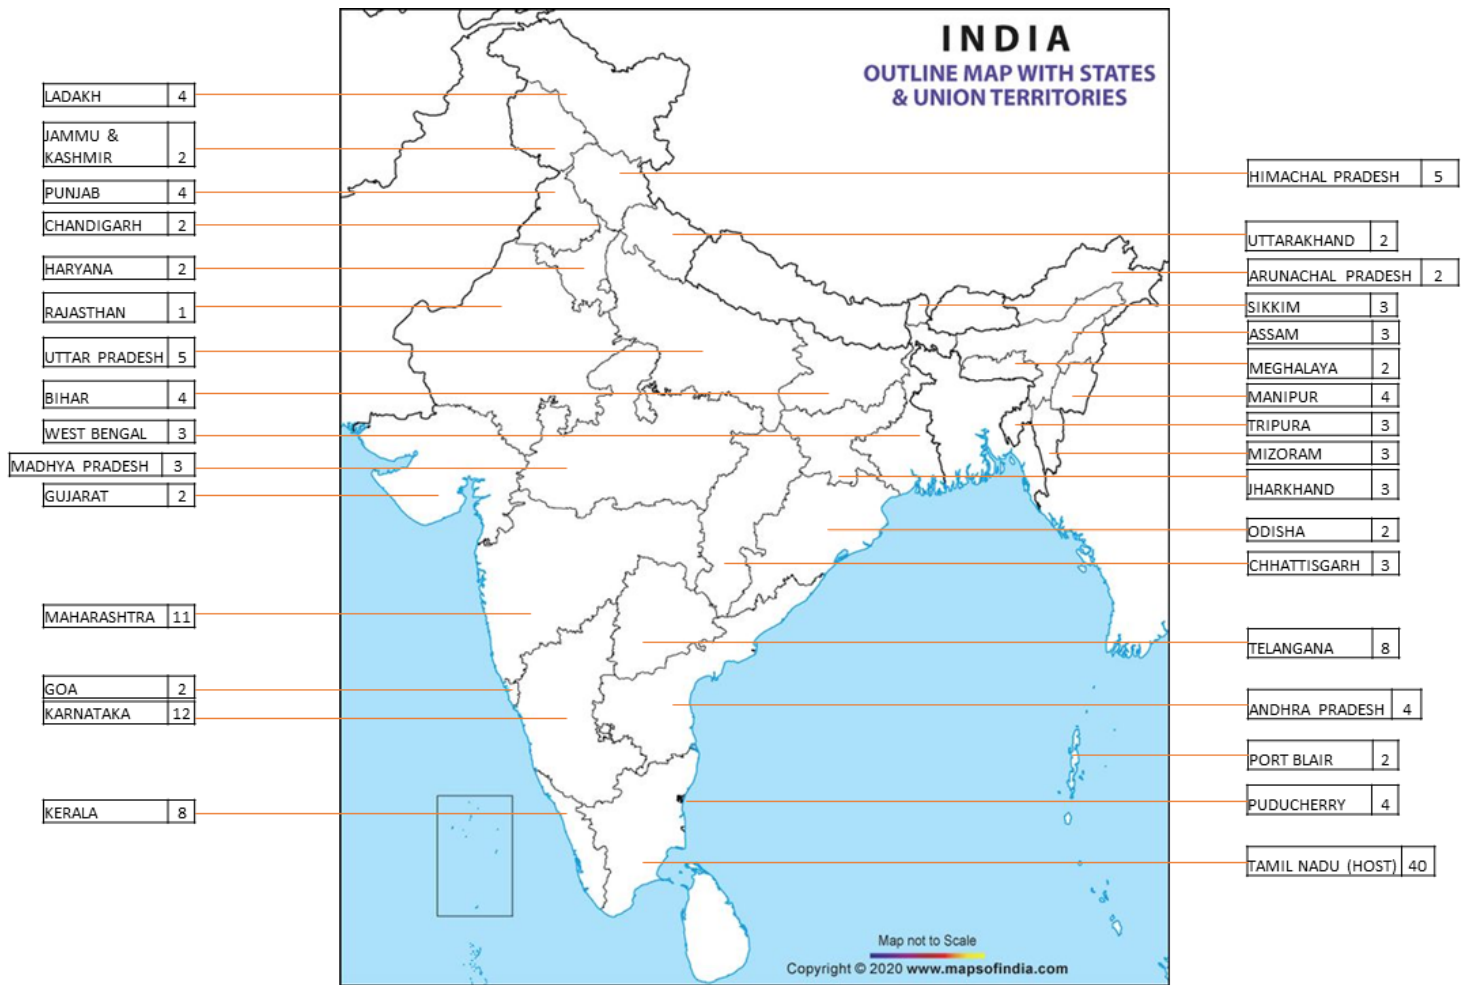 INDIA
OUTLINE MAP WITH STATES
& UNION TERRITORIES
LADAKH 4
JAMMU &
KASHMIR 2
PUNJAB 4
CHANDIGARH 2
HARYANA 2
RAJASTHAN 1
UTTAR PRADESH 5
BIHAR 4
WEST BENGAL 3
MADHYA PRADESH 3
GUJARAT 2
MAHARASHTRA 11
GOA 2
KARNATAKA 12
KERALA 8
HIMACHAL PRADESH 5
UTTARAKHAND 2
ARUNACHAL PRADESH 2
SIKKIM 3
ASSAM 3
MEGHALAYA 2
MANIPUR 4
TRIPURA 3
MIZORAM 3
JHARKHAND 3
ODISHA 2
CHHATTISGARH 3
TELANGANA 8
ANDHRA PRADESH 4
PORT BLAIR 2
PUDUCHERRY 4
TAMIL NADU (HOST) 40
Map not to Scale
Copyright © 2020 www.mapsofindia.com